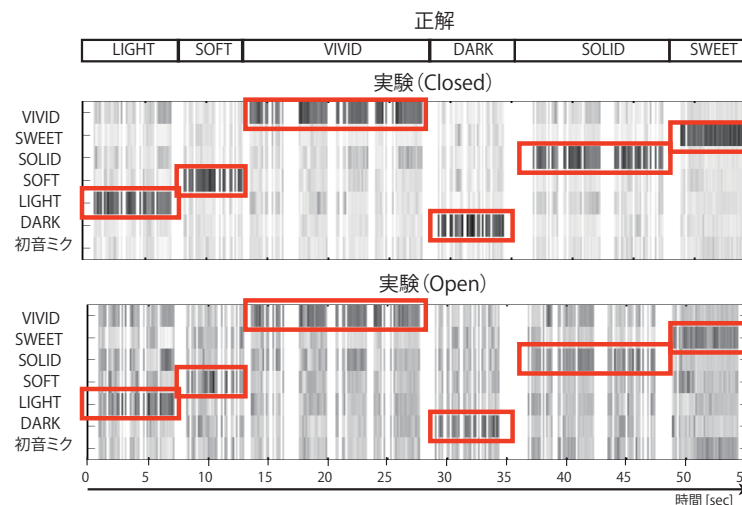 正解
LIGHT SOFT VIVID DARK SOLID SWEET
実験(Closed)
VIVID
SWEET
SOLID
SOFT
LIGHT
DARK
初音ミク
実験(Open)
VIVID
SWEET
SOLID
SOFT
LIGHT
DARK
初音ミク
0 5 10 15 20 25 30 35 40 45 50
時間 [sec]